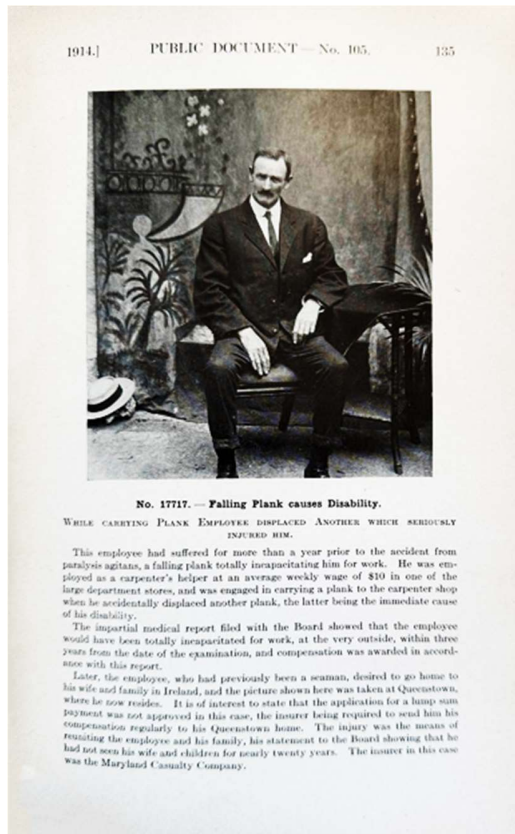 1914.] PUBLIC DOCUMENT — No. 105. 135
No. 17717. — Falling Plank causes Disability.
While carrying Plank Employee displaced Another which seriously
injured him.
This employee had suffered for more than a year prior to the accident from
paralysis agitans, a falling plank totally incapacitating him for work. He was em-
ployed as a carpenter's helper at an average weekly wage of $10 in one of the
large department stores, and was engaged in carrying a plank to the carpenter shop
when he accidentally displaced another plank, the latter being the immediate cause
of his disability.
The impartial medical report filed with the Board showed that the employee
would have been totally incapacitated for work, at the very outside, within three
years from the date of the examination, and compensation was awarded in accord-
ance with this report.
Later, the employee, who had previously been a seaman, desired to go home to
his wife and family in Ireland, and the picture shown here was taken at Queenstown,
where he now resides. It is of interest to state that the application for a lump sum
payment was not approved in this case, the insurer being required to send him his
compensation regularly to his Queenstown home. The injury was the means of
reuniting the employee and his family, his statement to the Board showing that he
had not seen his wife and children for nearly twenty years. The insurer in this case
was the Maryland Casualty Company.